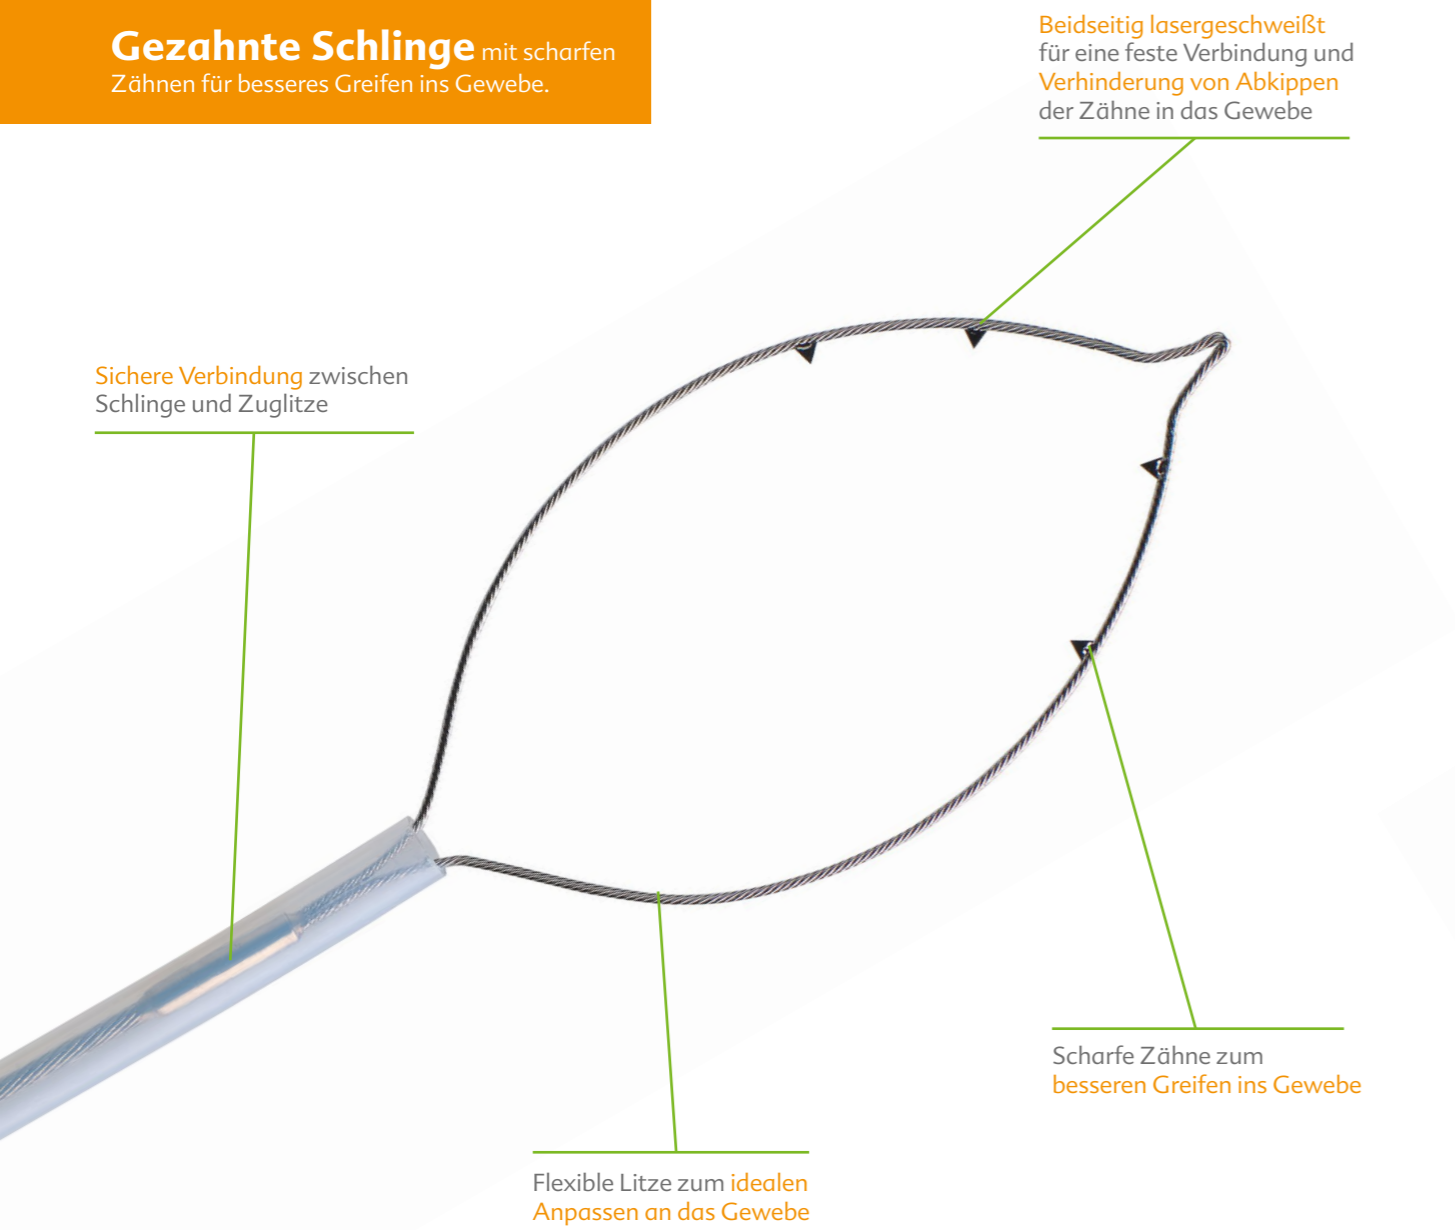 Gezahnte Schlinge mit scharfen
Zähnen für besseres Greifen ins Gewebe.
Beidseitig lasergeschweißt
für eine feste Verbindung und
Verhinderung von Abkippen
der Zähne in das Gewebe
Sichere Verbindung zwischen
Schlinge und Zuglitze
Scharfe Zähne zum
besseren Greifen ins Gewebe
Flexible Litze zum idealen
Anpassen an das Gewebe